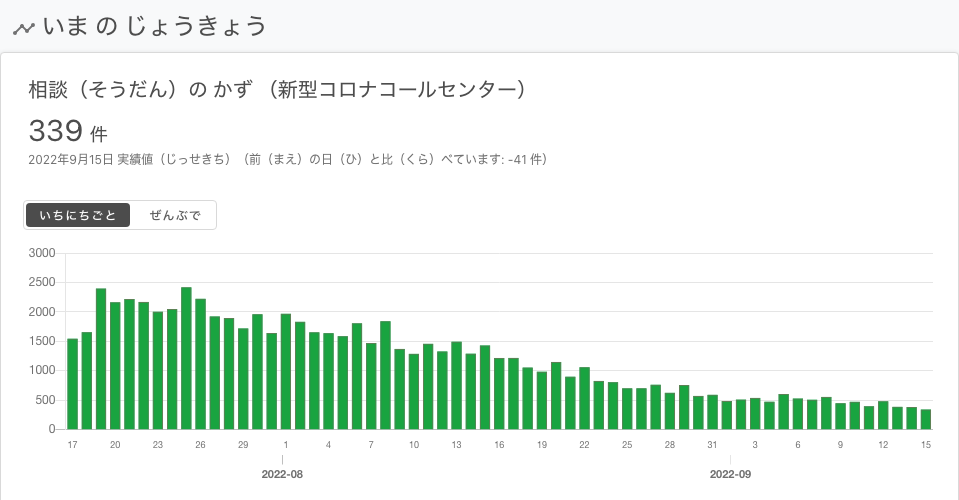 いま の じょうきょう
相談（そうだん）の かず （新型コロナコールセンター）
339 件
2022年9月15日 実績値（じっせきち）（前（まえ）の日（ひ）と比（くら）べています: -41 件）
いちにちごと ぜんぶで
3000
2500
2000
1500
1000
500
0
17 20 23 26 29 1 4 7 10 13 16 19 22 25 28 31 3 6 9 12 15
2022-08 2022-09